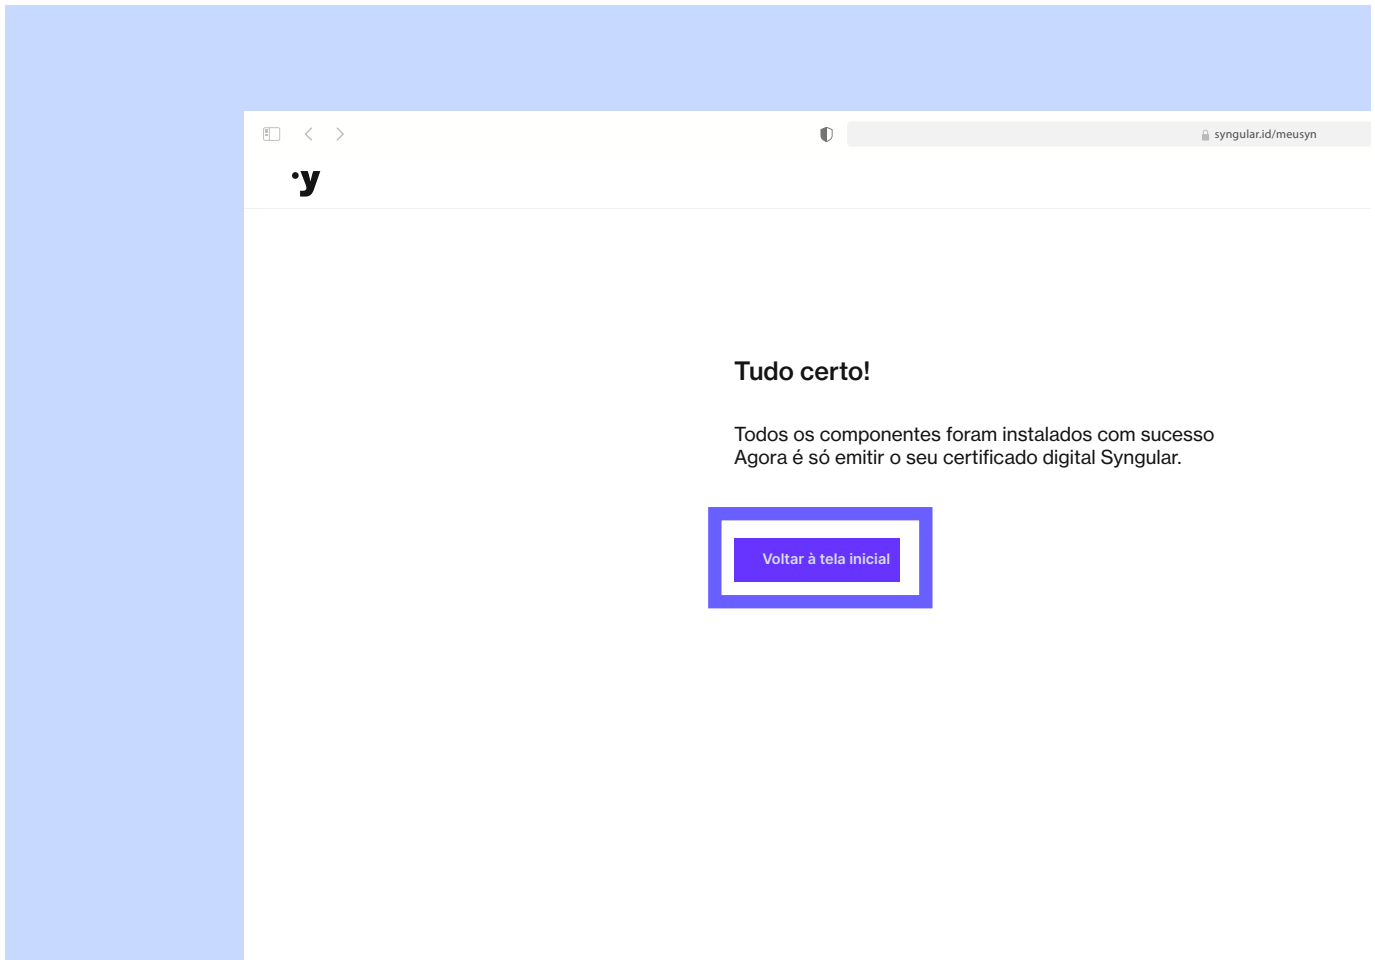 syngular.id/meusyn
·y
Tudo certo!
Todos os componentes foram instalados com sucesso
Agora é só emitir o seu certificado digital Syngular.
Voltar à tela inicial